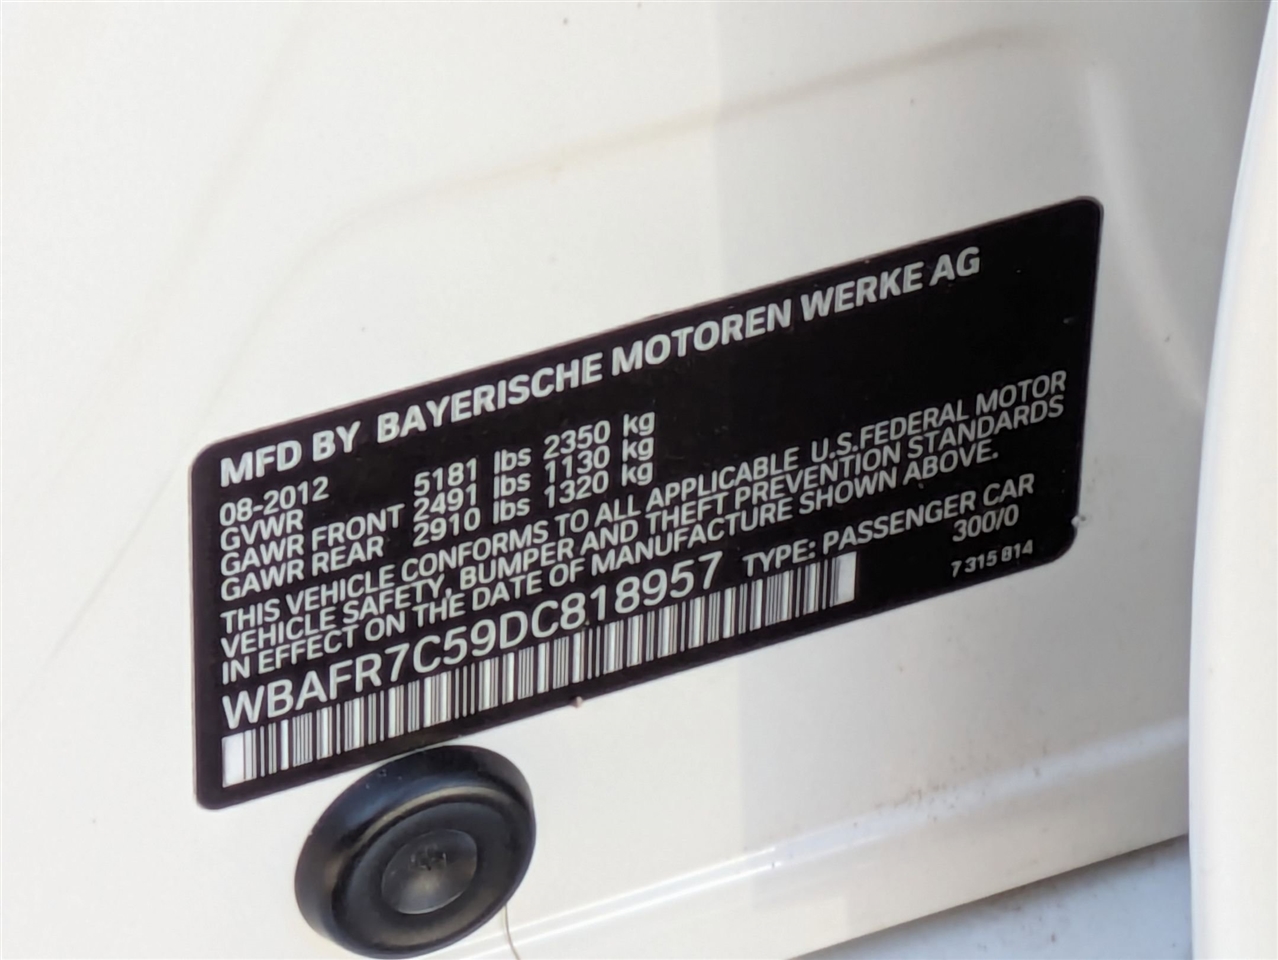 MFD BY BAYERISCHE MOTOREN WERKE AG
08-2012
GVWR 5181 lbs 2350 kg
GAWR FRONT 2491 lbs 1130 kg
GAWR REAR 2910 lbs 1320 kg
THIS VEHICLE CONFORMS TO ALL APPLICABLE U.S.FEDERAL MOTOR
VEHICLE SAFETY, BUMPER AND THEFT PREVENTION STANDARDS
IN EFFECT ON THE DATE OF MANUFACTURE SHOWN ABOVE.
WBAFR7C59DC818957 TYPE: PASSENGER CAR
300/0
7 315 814